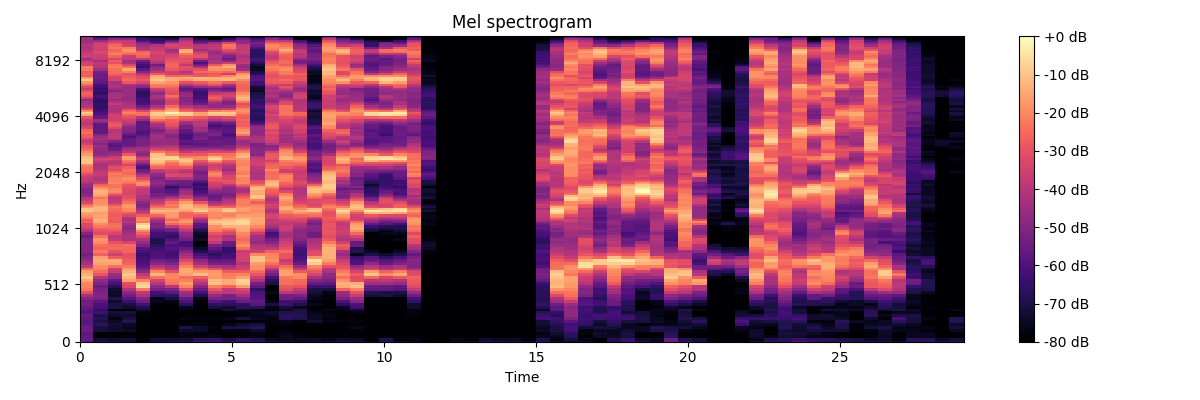 Mel spectrogram
+0 dB
8192
-10 dB
4096
-20 dB
-30 dB
2048
-40 dB
Hz
1024
-50 dB
-60 dB
512
-70 dB
0
-80 dB
0 5 10 15 20 25
Time